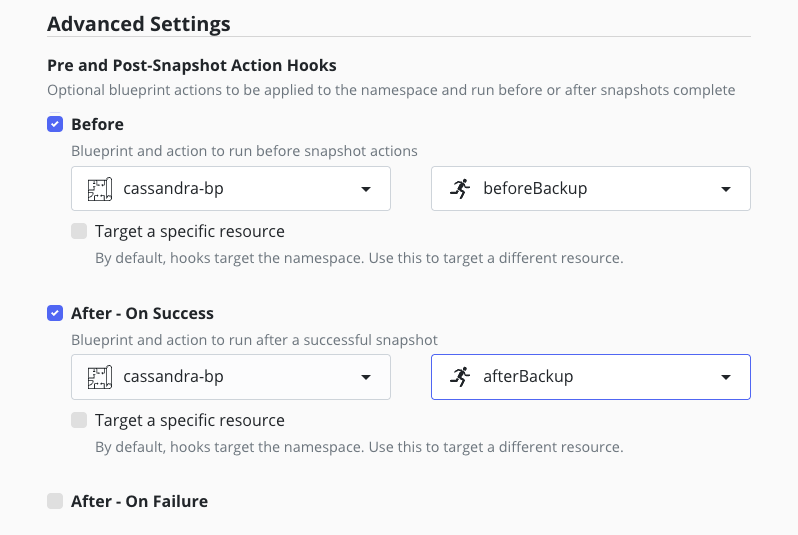 Advanced Settings
Pre and Post-Snapshot Action Hooks
Optional blueprint actions to be applied to the namespace and run before or after snapshots complete
Before
Blueprint and action to run before snapshot actions
cassandra-bp beforeBackup
Target a specific resource
By default, hooks target the namespace. Use this to target a different resource.
After - On Success
Blueprint and action to run after a successful snapshot
cassandra-bp afterBackup
Target a specific resource
By default, hooks target the namespace. Use this to target a different resource.
After - On Failure